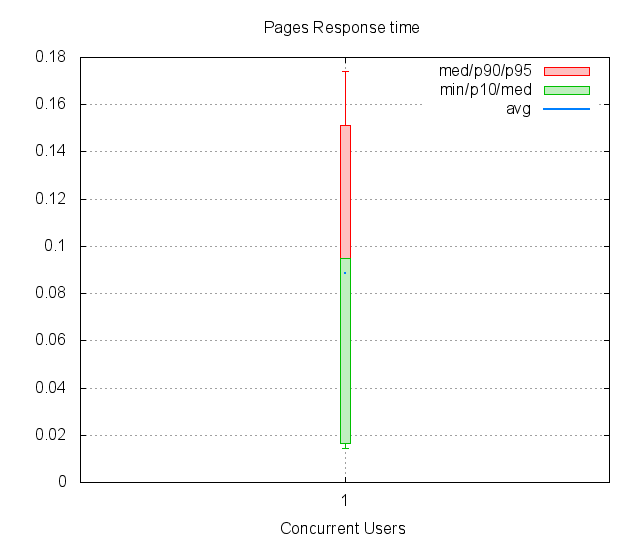 Pages Response time
0.18
0.16
0.14
0.12
0.1
0.08
0.06
0.04
0.02
0
med/p90/p95
min/p10/med
avg
1
Concurrent Users